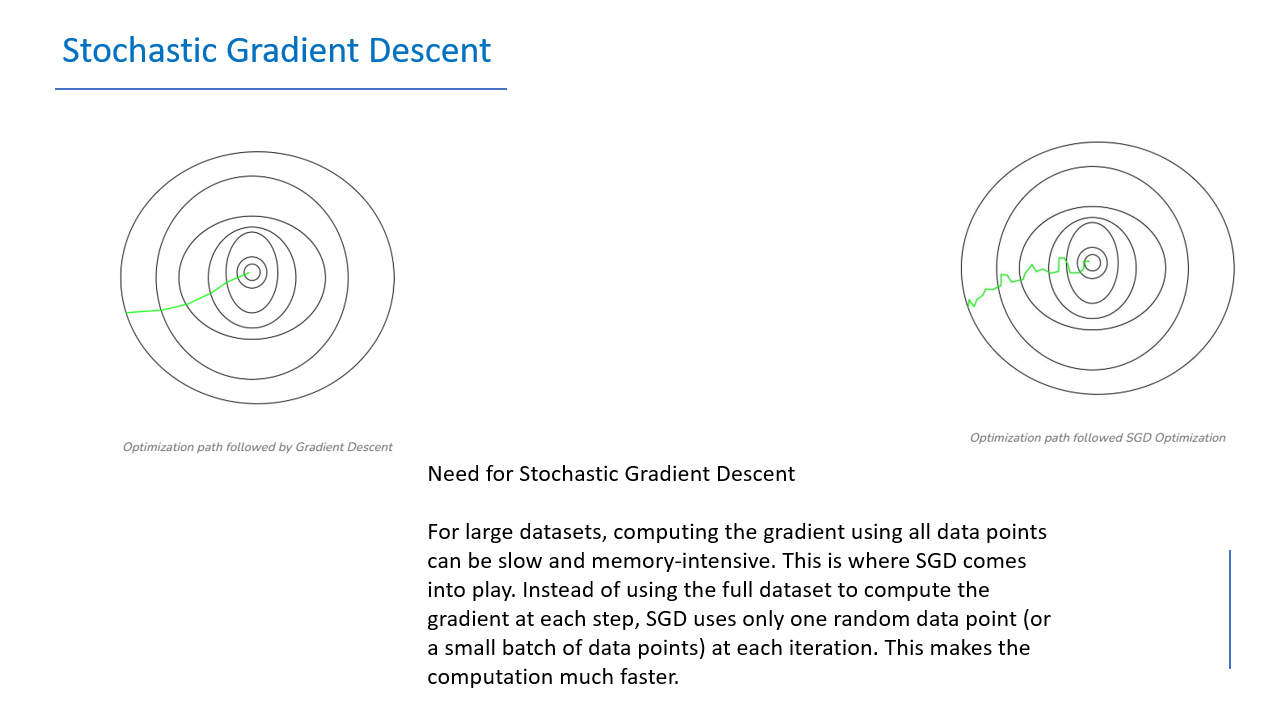 Stochastic Gradient Descent
Optimization path followed by Gradient Descent
Optimization path followed SGD Optimization
Need for Stochastic Gradient Descent
For large datasets, computing the gradient using all data points
can be slow and memory-intensive. This is where SGD comes
into play. Instead of using the full dataset to compute the
gradient at each step, SGD uses only one random data point (or
a small batch of data points) at each iteration. This makes the
computation much faster.